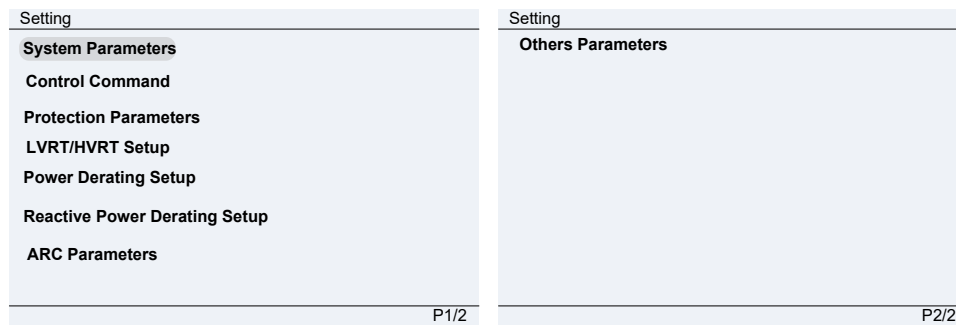 Setting
System Parameters
Control Command
Protection Parameters
LVRT/HVRT Setup
Power Derating Setup
Reactive Power Derating Setup
ARC Parameters
P1/2
Setting
Others Parameters
P2/2